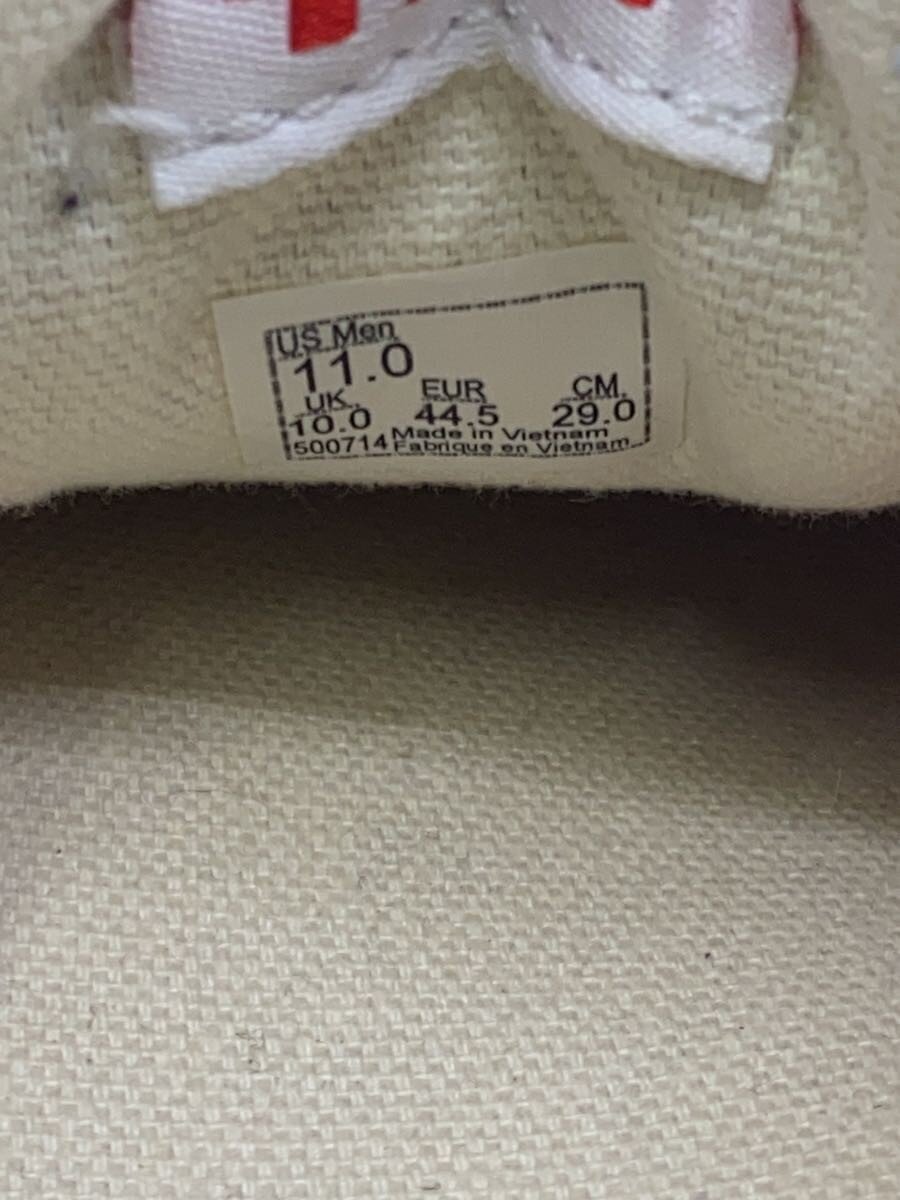 US Men
11.0
UK EUR CM
10.0 44.5 29.0
500714 Made in Vietnam
Fabrique en Vietnam